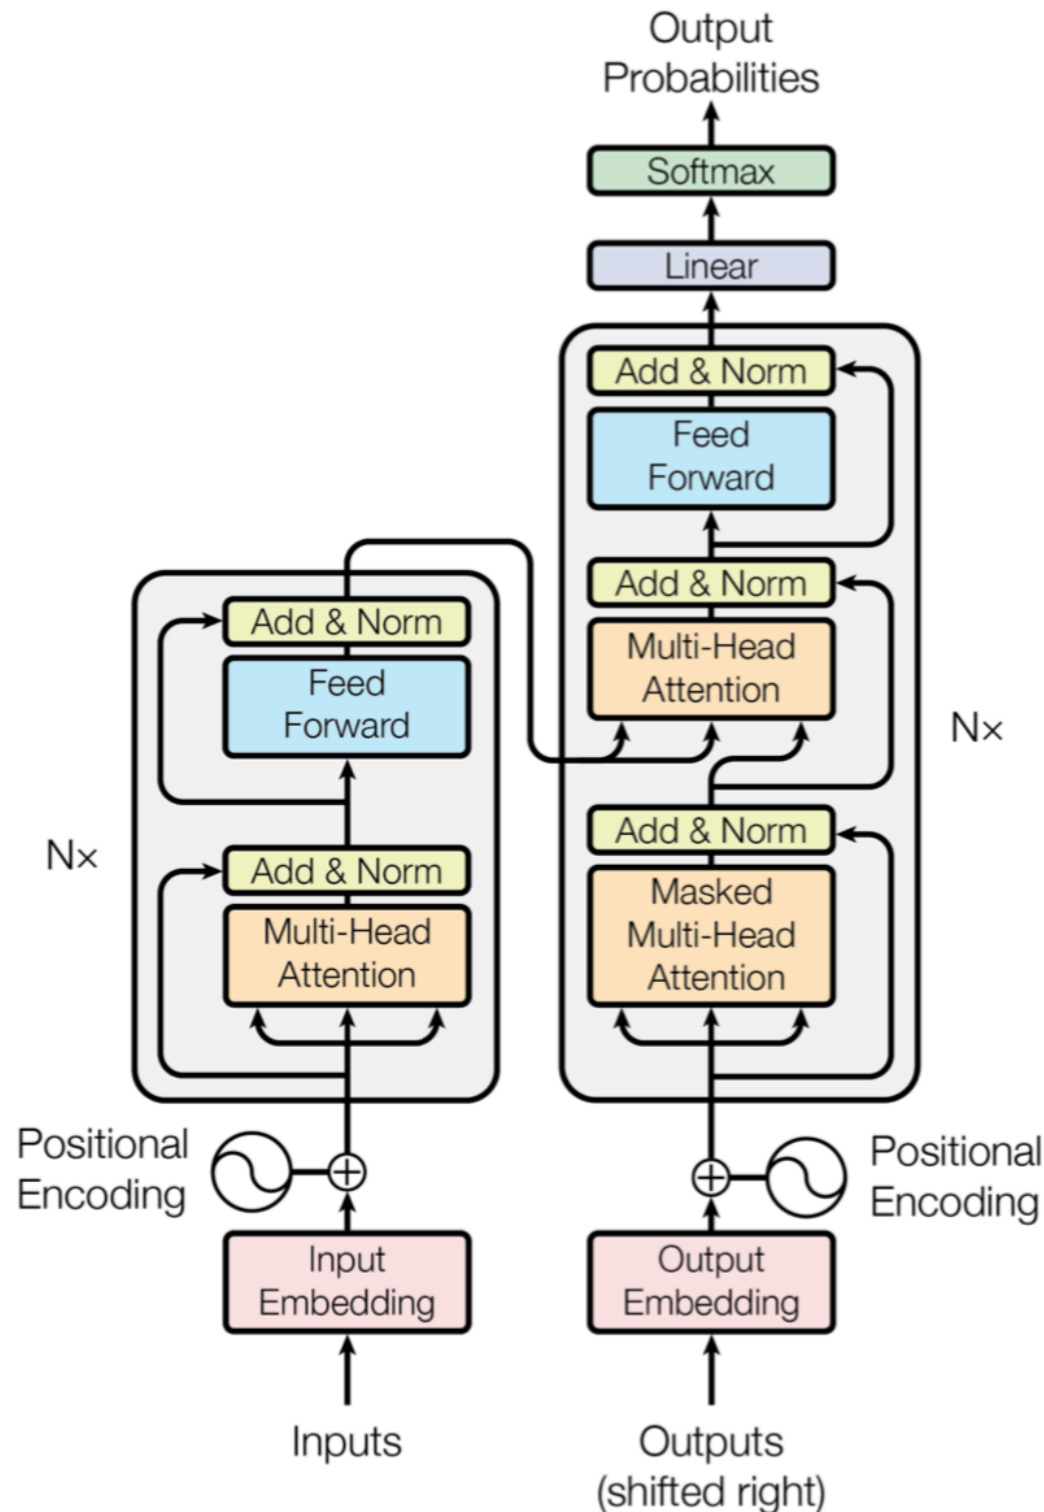 Output
Probabilities
Softmax
Linear
Add & Norm
Feed
Forward
Add & Norm
Multi-Head
Attention
Add & Norm
Masked
Multi-Head
Attention
Nx
Add & Norm
Feed
Forward
Add & Norm
Multi-Head
Attention
Nx
Positional
Encoding
Positional
Encoding
Input
Embedding
Output
Embedding
Inputs
Outputs
(shifted right)